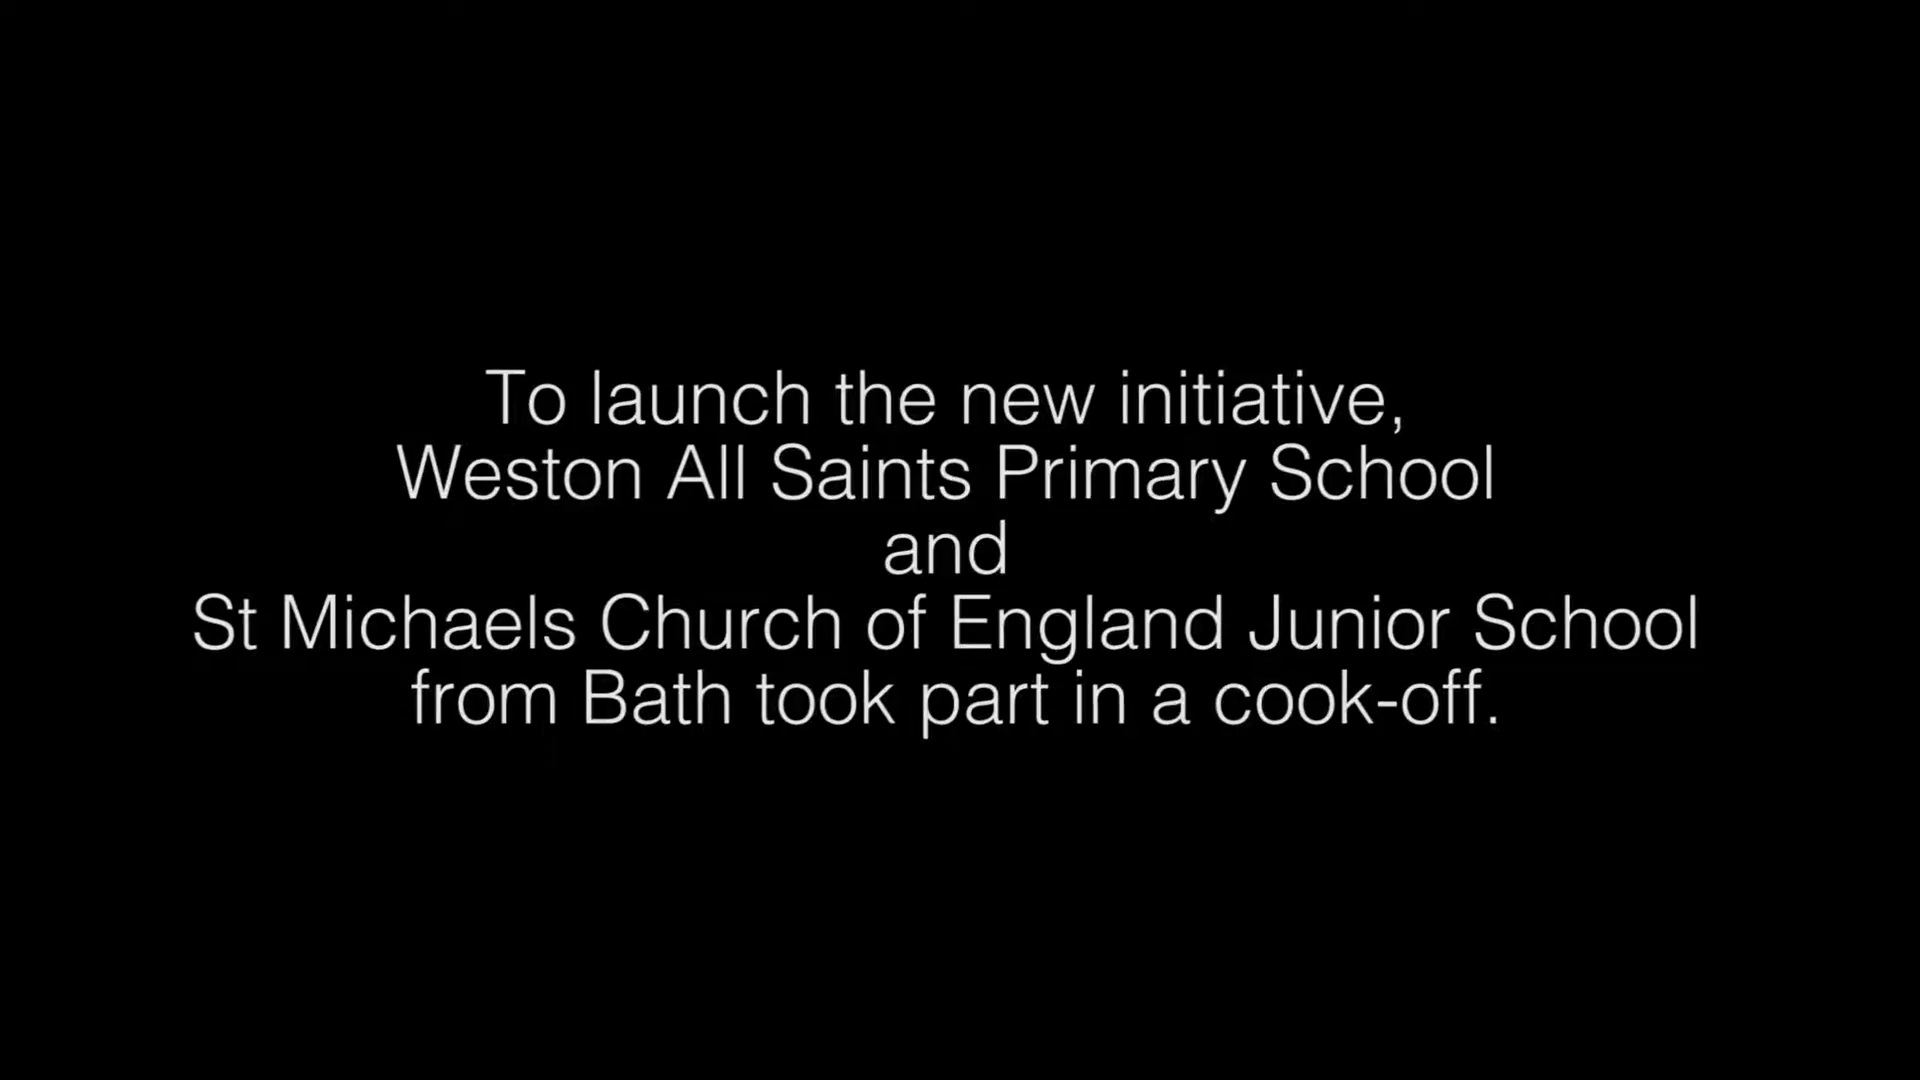 To launch the new initiative,
Weston All Saints Primary School
and
St Michaels Church of England Junior School
from Bath took part in a cook-off.